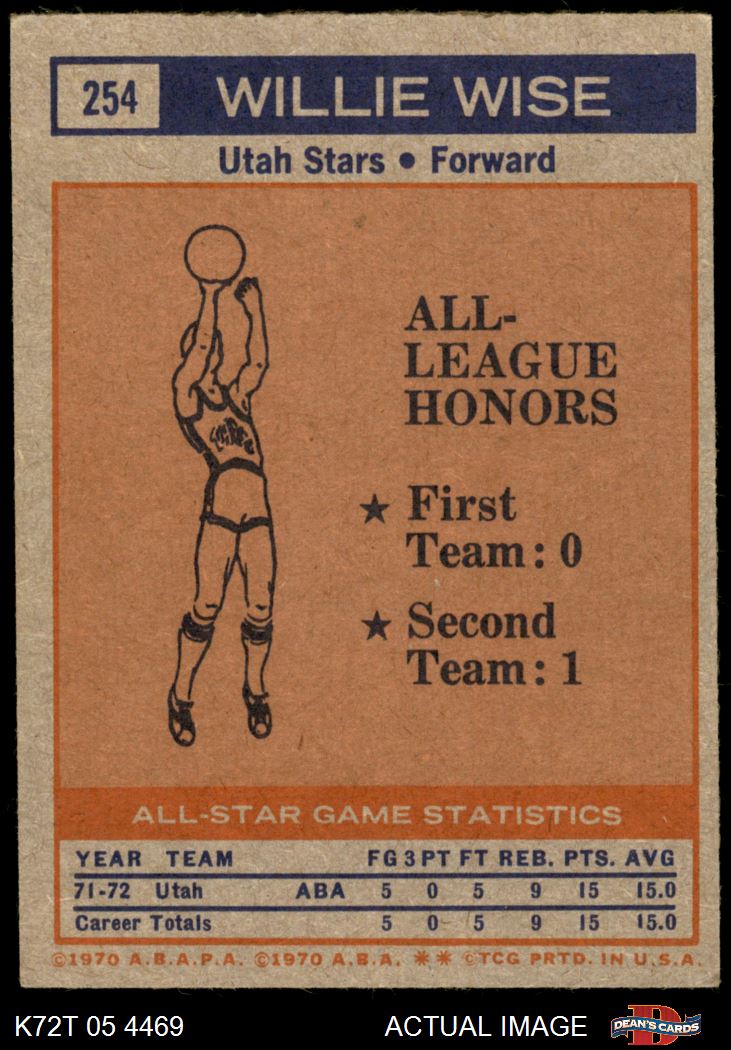 254 WILLIE WISE
Utah Stars • Forward
ALL-
LEAGUE
HONORS
★ First
Team: 0
★ Second
Team: 1
ALL-STAR GAME STATISTICS
YEAR TEAM FG 3PT FT REB. PTS. AVG
71-72 Utah ABA 5 0 5 9 15 15.0
Career Totals 5 0 5 9 15 15.0
©1970 A.B.A.P.A. ©1970 A.B.A. ** ©TCG PRTD. IN U.S.A.
K72T 05 4469 ACTUAL IMAGE DEAN'S CARDS